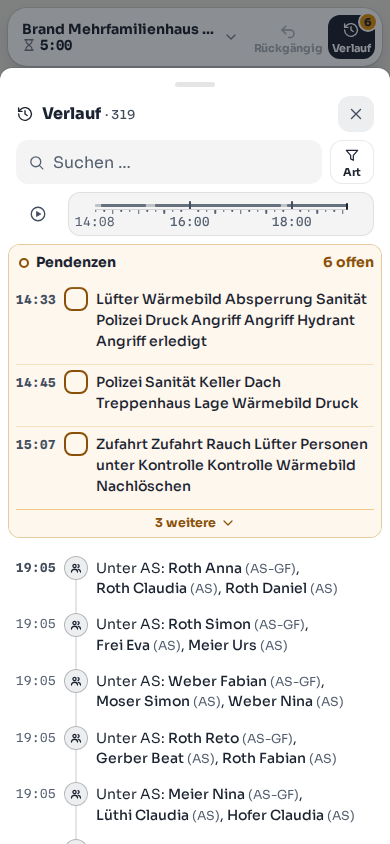 Brand Mehrfamilienhaus ...
5:00
Rückgängig
6
Verlauf
Verlauf · 319
Suchen ...
Art
14:08 16:00 18:00
Pendenzen 6 offen
14:33 Lüfter Wärmebild Absperrung Sanität
Polizei Druck Angriff Angriff Hydrant
Angriff erledigt
14:45 Polizei Sanität Keller Dach
Treppenhaus Lage Wärmebild Druck
15:07 Zufahrt Zufahrt Rauch Lüfter Personen
unter Kontrolle Kontrolle Wärmebild
Nachlöschen
3 weitere
19:05 Unter AS: Roth Anna (AS-GF),
Roth Claudia (AS), Roth Daniel (AS)
19:05 Unter AS: Roth Simon (AS-GF),
Frei Eva (AS), Meier Urs (AS)
19:05 Unter AS: Weber Fabian (AS-GF),
Moser Simon (AS), Weber Nina (AS)
19:05 Unter AS: Roth Reto (AS-GF),
Gerber Beat (AS), Roth Fabian (AS)
19:05 Unter AS: Meier Nina (AS-GF),
Lüthi Claudia (AS), Hofer Claudia (AS)